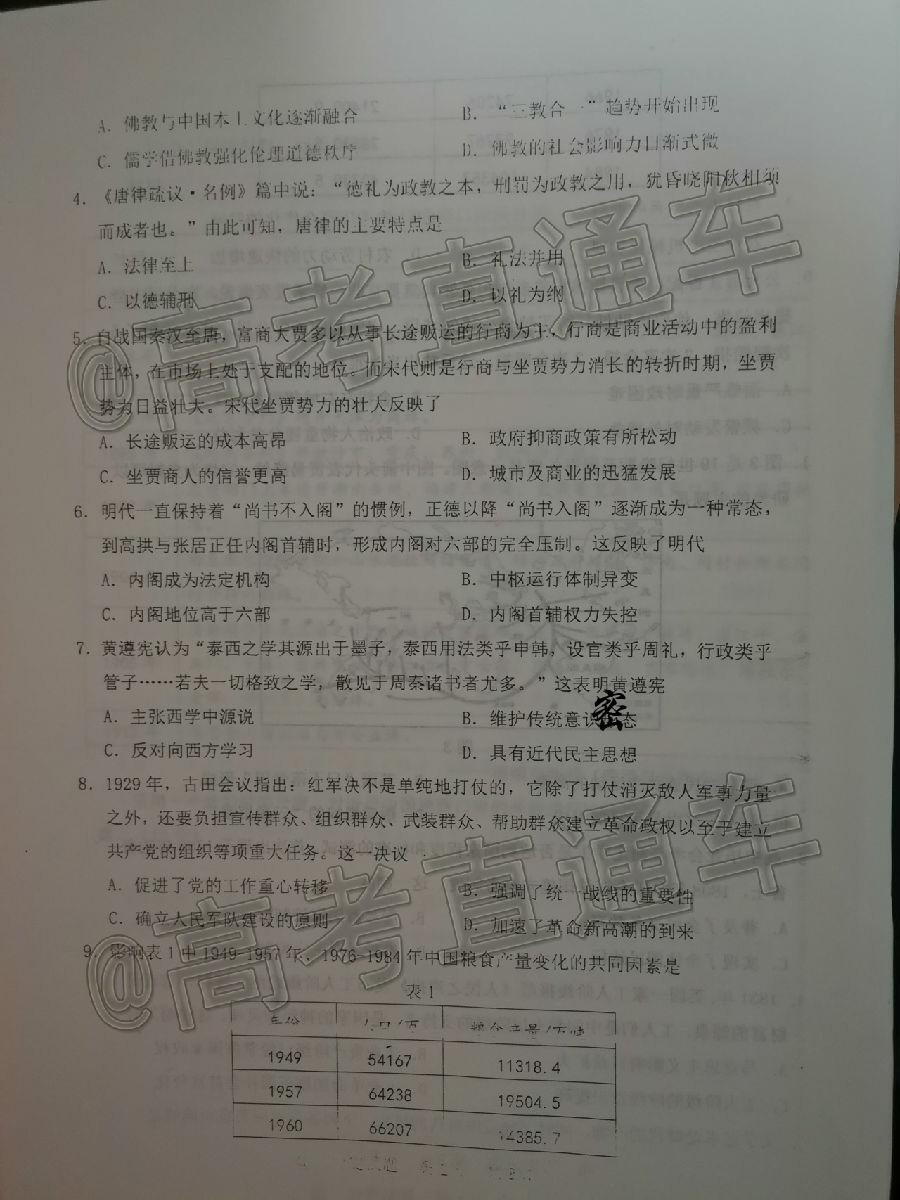 A. 佛教与中国本土文化逐渐融合 B. “三教合一”趋势开始出现
C. 儒学借佛教强化伦理道德秩序 D. 佛教的社会影响力日渐式微
4. 《唐律疏议·名例》篇中说：“德礼为政教之本，刑罚为政教之用，犹昏晓阳秋相须
而成者也。”由此可知，唐律的主要特点是
A. 法律至上 B. 礼法并用
C. 以德辅刑 D. 以礼为纲
5. 自战国秦汉至唐，富商大贾多以从事长途贩运的行商为主，行商是商业活动中的盈利
主体，在市场上处于支配的地位。而宋代则是行商与坐贾势力消长的转折时期，坐贾
势力日益壮大。宋代坐贾势力的壮大反映了
A. 长途贩运的成本高昂 B. 政府抑商政策有所松动
C. 坐贾商人的信誉更高 D. 城市及商业的迅猛发展
6. 明代一直保持着“尚书不入阁”的惯例，正德以降“尚书入阁”逐渐成为一种常态，
到高拱与张居正任内阁首辅时，形成内阁对六部的完全压制。这反映了明代
A. 内阁成为法定机构 B. 中枢运行体制异变
C. 内阁地位高于六部 D. 内阁首辅权力失控
7. 黄遵宪认为“泰西之学其源出于墨子，泰西用法类乎申韩，设官类乎周礼，行政类乎
管子……若夫一切格致之学，散见于周秦诸书者尤多。”这表明黄遵宪
A. 主张西学中源说 B. 维护传统意识态
密
C. 反对向西方学习 D. 具有近代民主思想
8. 1929年，古田会议指出：红军决不是单纯地打仗的，它除了打仗消灭敌人军事力量
之外，还要负担宣传群众、组织群众、武装群众、帮助群众建立革命政权以至于建立
共产党的组织等项重大任务。这一决议
A. 促进了党的工作重心转移 B. 强调了统一战线的重要性
C. 确立人民军队建设的原则 D. 加速了革命新高潮的到来
9. 影响表1中1949-1957年、1976-1984年中国粮食产量变化的共同因素是
表1
年份 人口/万 粮食产量/万吨
1949 54167 11318.4
1957 64238 19504.5
1960 66207 14385.7
@高考直通车
@高考直通车